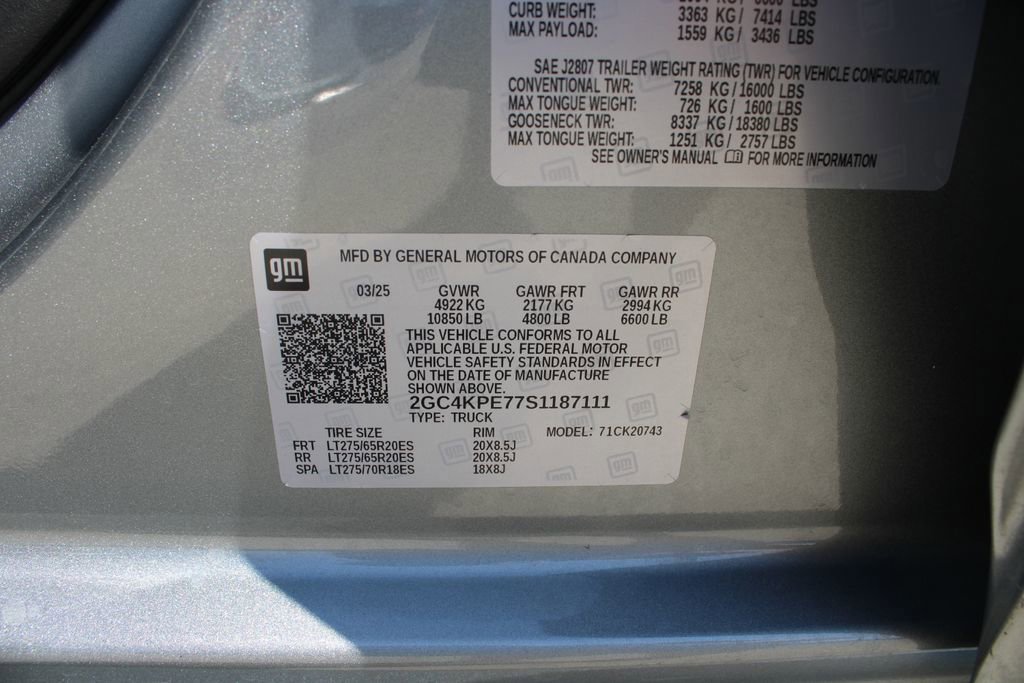 CURB WEIGHT: 3363 KG / 7414 LBS
MAX PAYLOAD: 1559 KG / 3436 LBS
SAE J2807 TRAILER WEIGHT RATING (TWR) FOR VEHICLE CONFIGURATION.
CONVENTIONAL TWR: 7258 KG / 16000 LBS
MAX TONGUE WEIGHT: 726 KG / 1600 LBS
GOOSENECK TWR: 8337 KG / 18380 LBS
MAX TONGUE WEIGHT: 1251 KG / 2757 LBS
SEE OWNER'S MANUAL FOR MORE INFORMATION
gm MFD BY GENERAL MOTORS OF CANADA COMPANY
03/25 GVWR GAWR FRT GAWR RR
4922 KG 2177 KG 2994 KG
10850 LB 4800 LB 6600 LB
THIS VEHICLE CONFORMS TO ALL
APPLICABLE U.S. FEDERAL MOTOR
VEHICLE SAFETY STANDARDS IN EFFECT
ON THE DATE OF MANUFACTURE
SHOWN ABOVE.
2GC4KPE77S1187111
TYPE: TRUCK
TIRE SIZE RIM MODEL: 71CK20743
FRT LT275/65R20ES 20X8.5J
RR LT275/65R20ES 20X8.5J
SPA LT275/70R18ES 18X8J